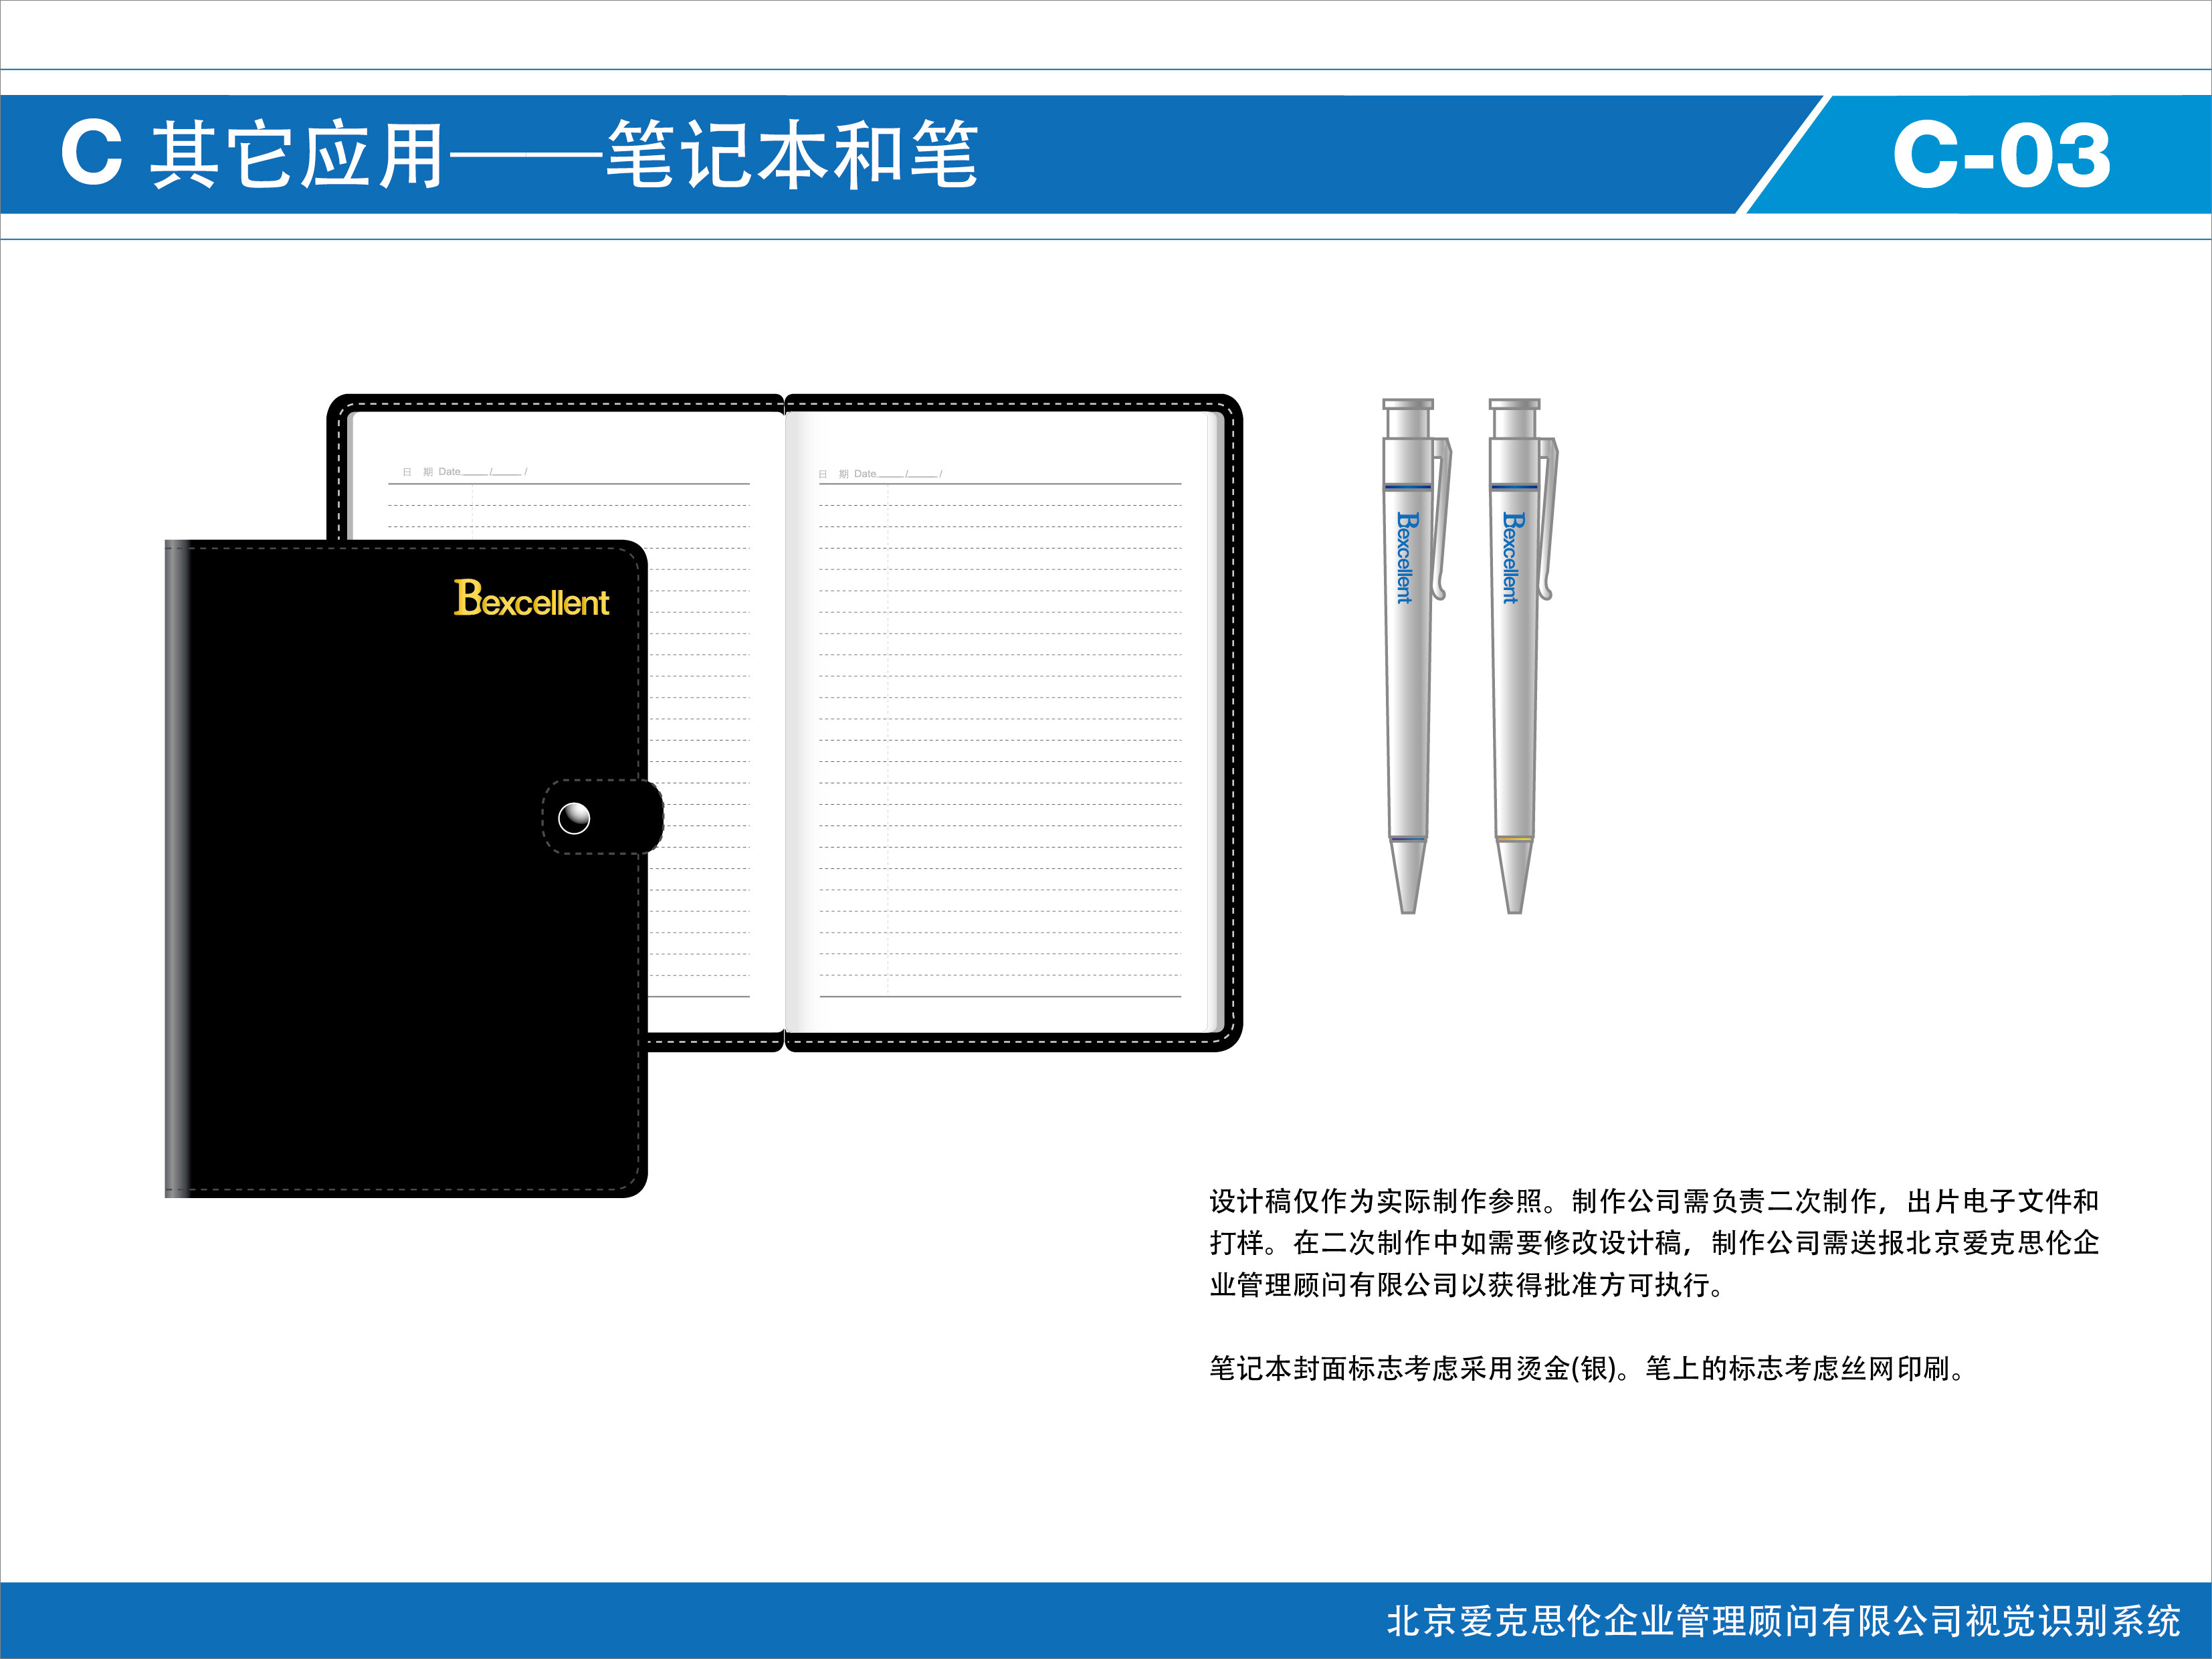 C 其它应用——笔记本和笔
C-03
日 期 Date____/____/
日 期 Date____/____/
Bexcellent
Bexcellent
Bexcellent
设计稿仅作为实际制作参照。制作公司需负责二次制作，出片电子文件和
打样。在二次制作中如需要修改设计稿，制作公司需送报北京爱克思伦企
业管理顾问有限公司以获得批准方可执行。
笔记本封面标志考虑采用烫金(银)。笔上的标志考虑丝网印刷。
北京爱克思伦企业管理顾问有限公司视觉识别系统